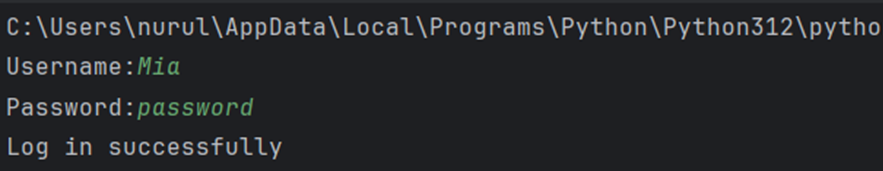 C:\Users\nurul\AppData\Local\Programs\Python\Python312\pytho
Username:Mia
Password:password
Log in successfully